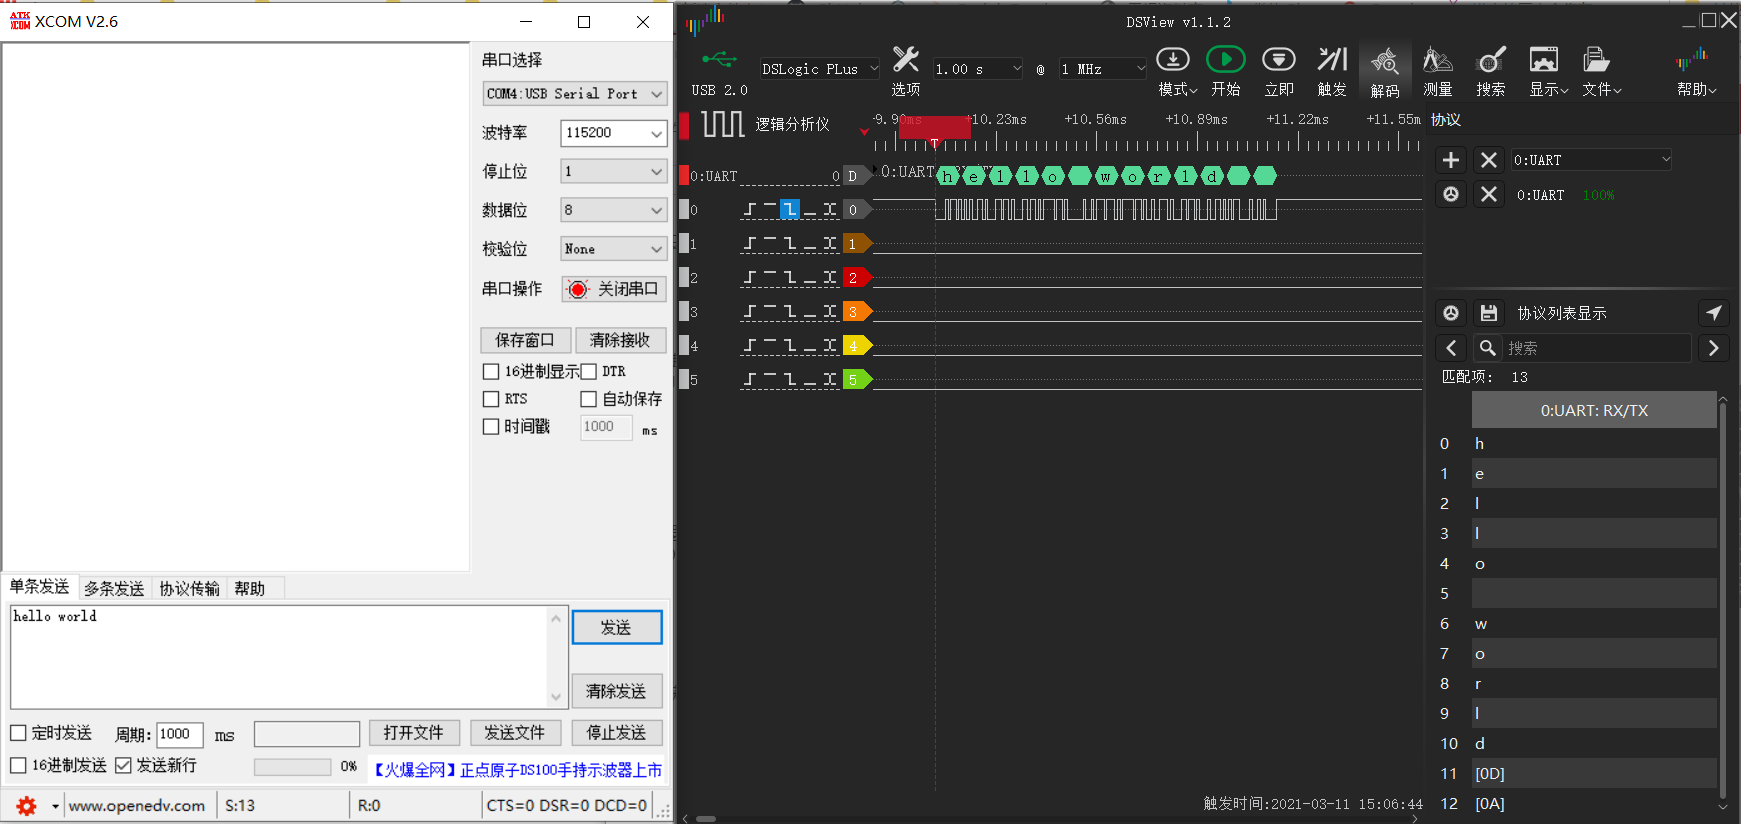 ATK XCOM XCOM V2.6
串口选择
COM4:USB Serial Port
波特率 115200
停止位 1
数据位 8
校验位 None
串口操作 关闭串口
保存窗口 清除接收
16进制显示 DTR
RTS 自动保存
时间戳 1000 ms
单条发送 多条发送 协议传输 帮助
hello world
发送
清除发送
定时发送 周期: 1000 ms 打开文件 发送文件 停止发送
16进制发送 发送新行 0% 【火爆全网】正点原子DS100手持示波器上市
www.openedv.com S:13 R:0 CTS=0 DSR=0 DCD=0
DSView v1.1.2
USB 2.0 DSLogic PLus 选项 1.00 s @ 1 MHz 模式 开始 立即 触发 解码 测量 搜索 显示 文件 帮助
逻辑分析仪 -9.90ms +10.23ms +10.56ms +10.89ms +11.22ms +11.55m
T
0:UART 0 D 0:UART h e l l o w o r l d
0 0
1 1
2 2
3 3
4 4
5 5
触发时间:2021-03-11 15:06:44
协议
0:UART
0:UART 100%
协议列表显示
搜索
匹配项: 13
0:UART: RX/TX
0 h
1 e
2 l
3 l
4 o
5
6 w
7 o
8 r
9 l
10 d
11 [0D]
12 [0A]